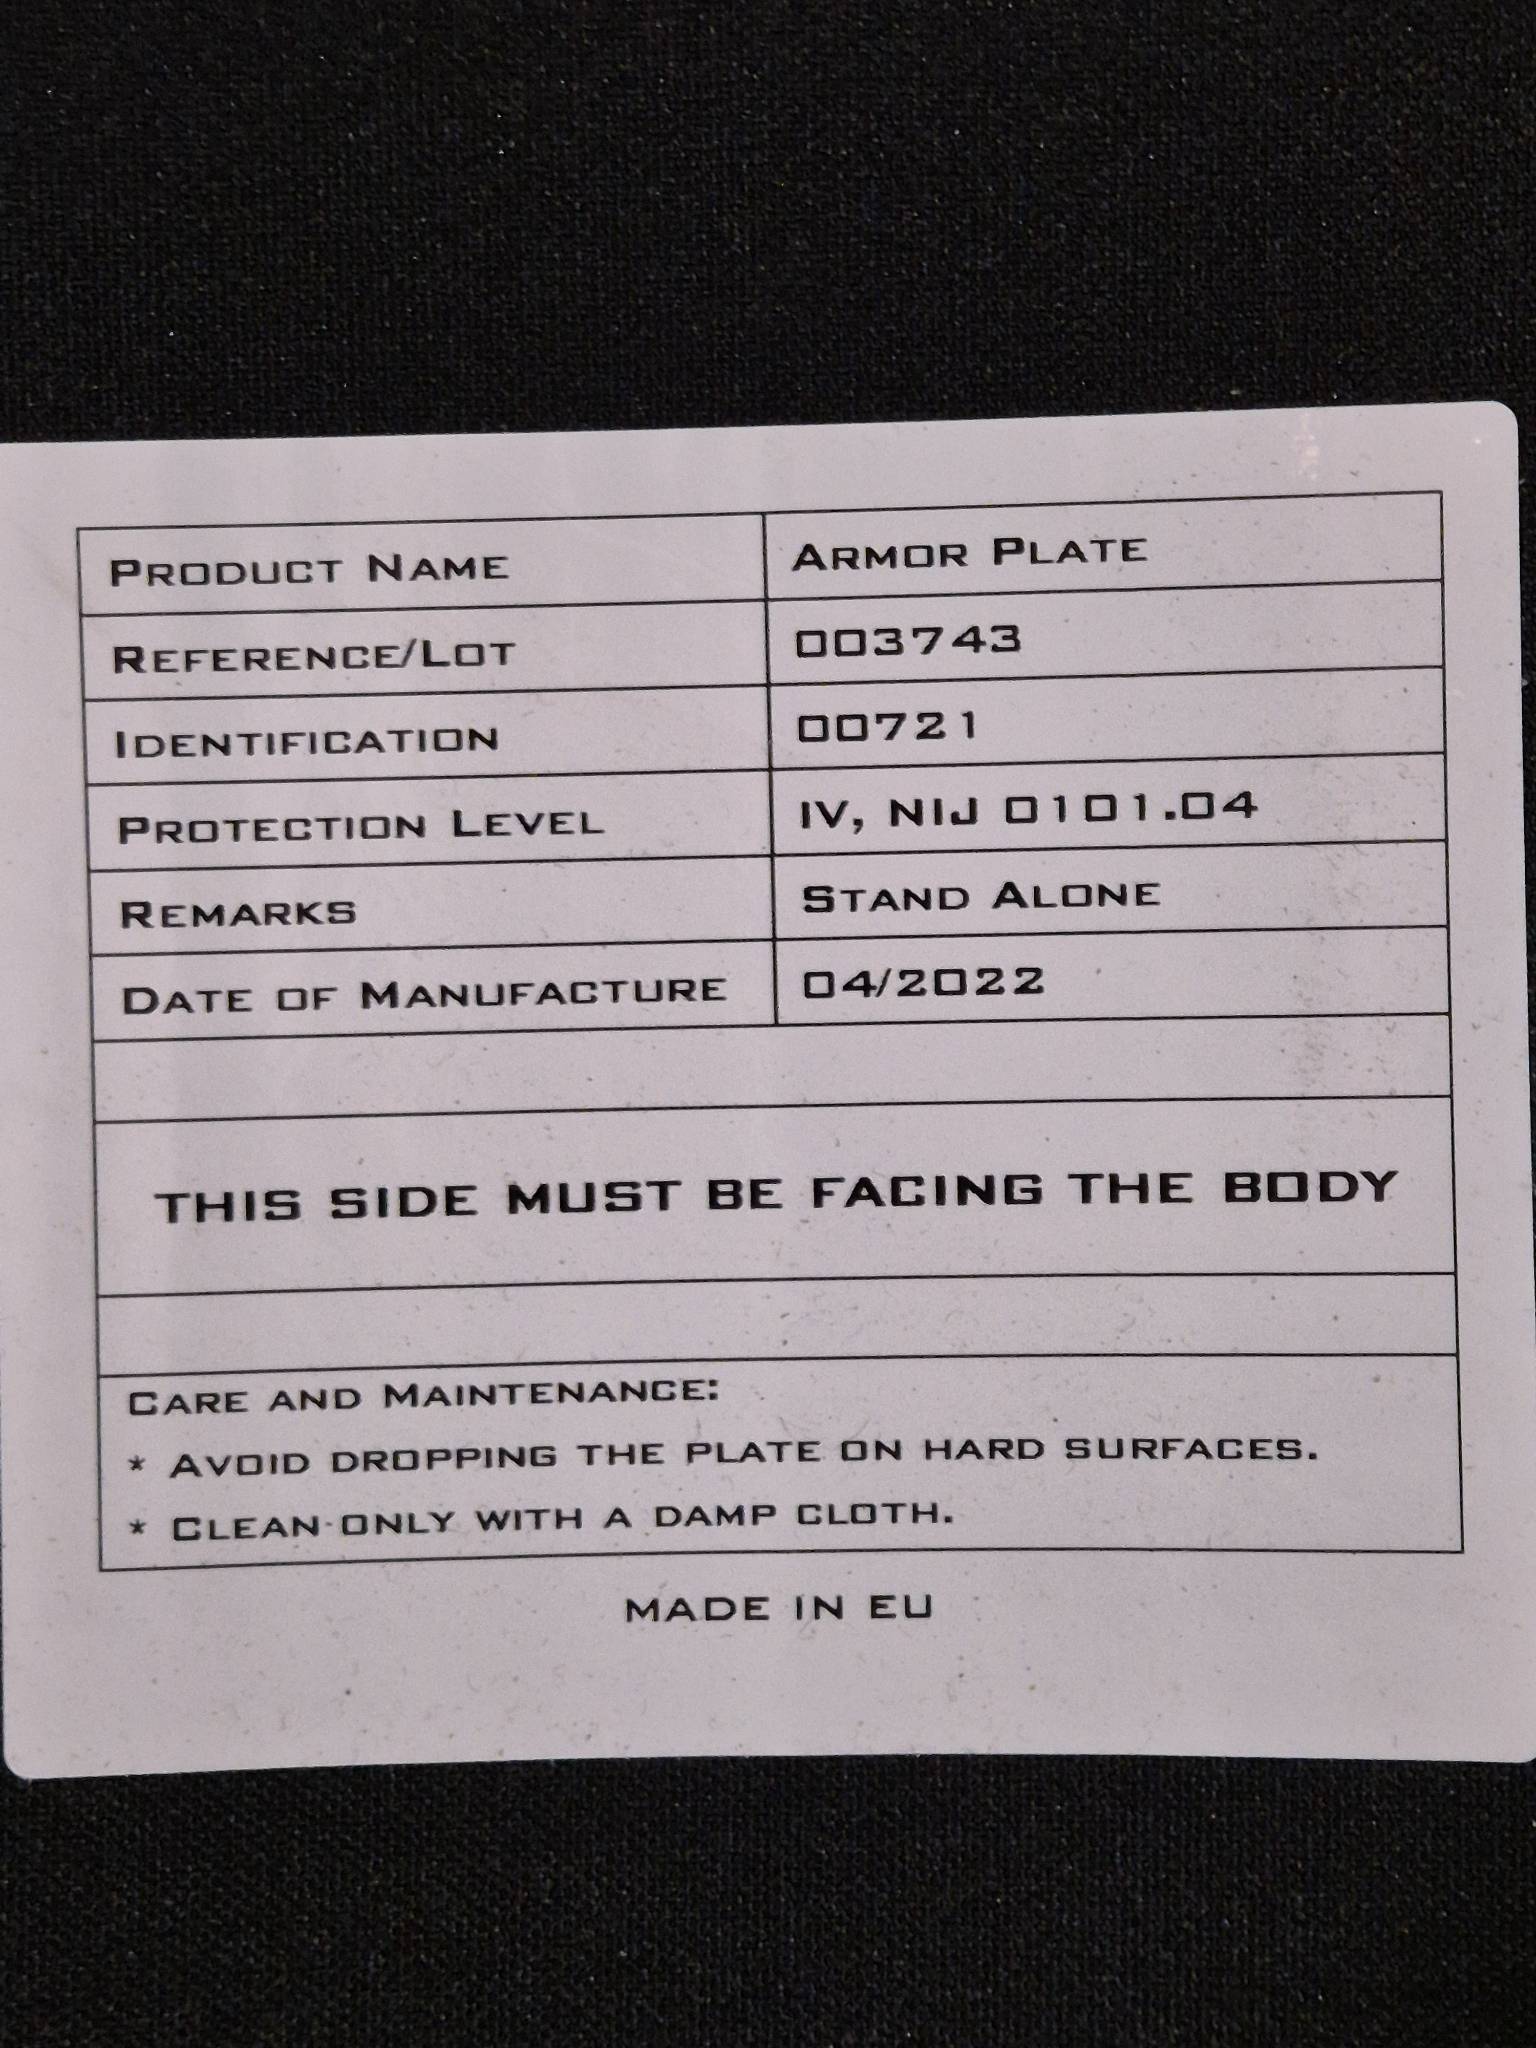 PRODUCT NAME ARMOR PLATE
REFERENCE/LOT 003743
IDENTIFICATION 00721
PROTECTION LEVEL IV, NIJ 0101.04
REMARKS STAND ALONE
DATE OF MANUFACTURE 04/2022
THIS SIDE MUST BE FACING THE BODY
CARE AND MAINTENANCE:
* AVOID DROPPING THE PLATE ON HARD SURFACES.
* CLEAN ONLY WITH A DAMP CLOTH.
MADE IN EU